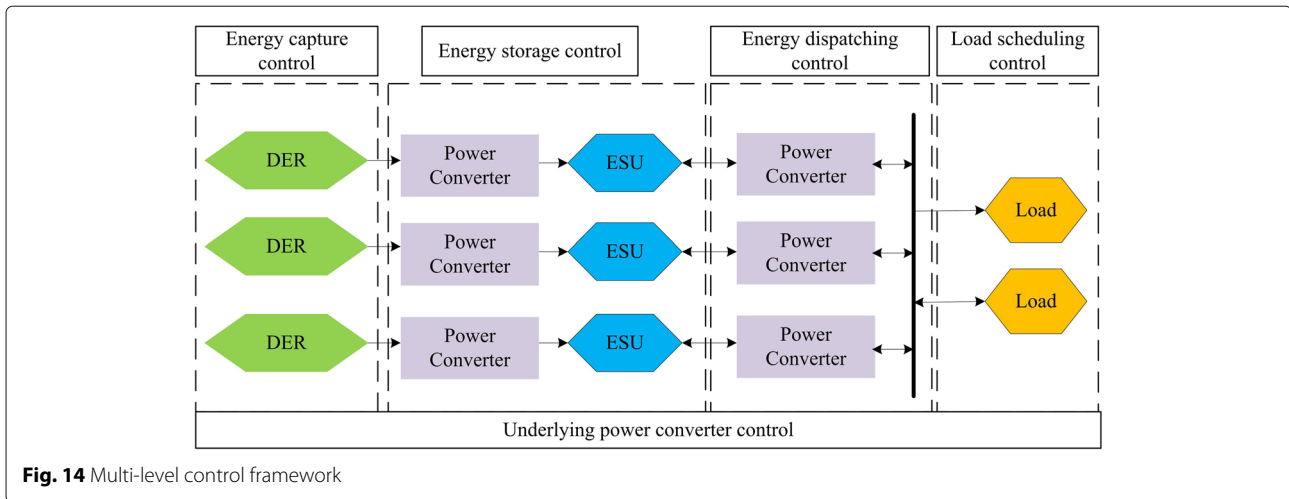 Energy capture
control
Energy storage control
Energy dispatching
control
Load scheduling
control
DER
Power
Converter
ESU
Power
Converter
Load
DER
Power
Converter
ESU
Power
Converter
Load
DER
Power
Converter
ESU
Power
Converter
Underlying power converter control
Fig. 14 Multi-level control framework